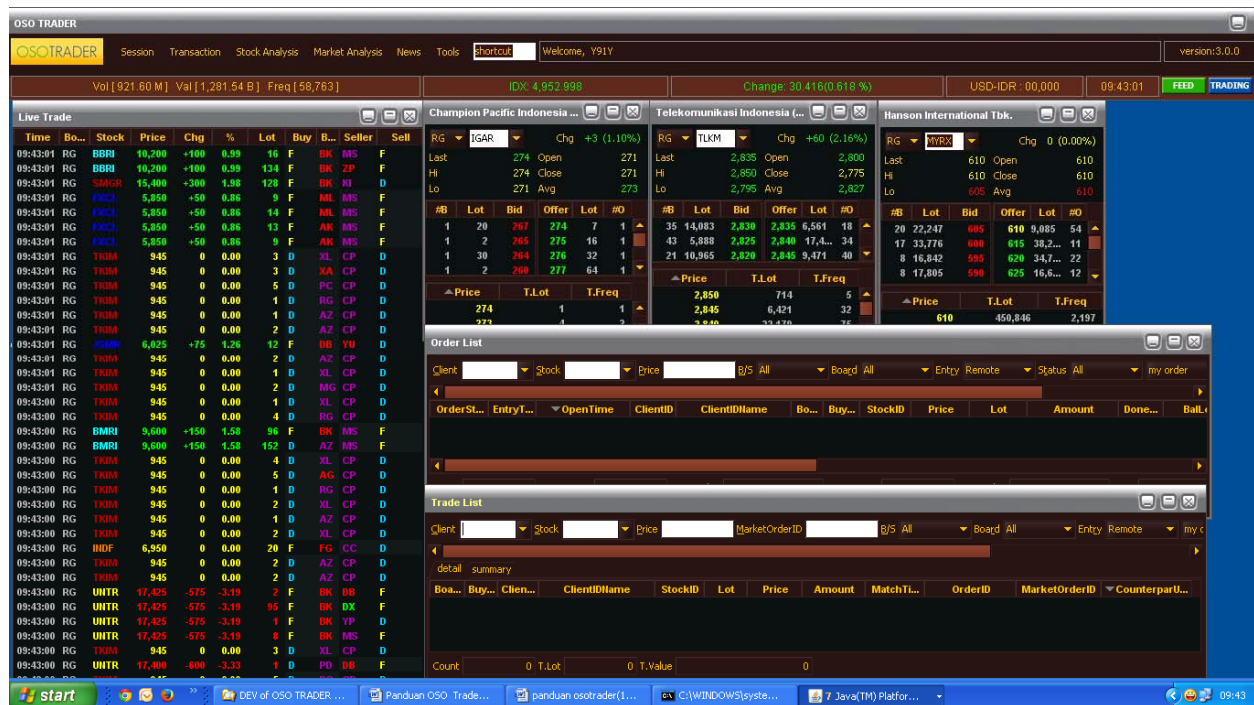 OSO TRADER
OSOTRADER Session Transaction Stock Analysis Market Analysis News Tools shortcut Welcome, Y91Y version:3.0.0
Vol [ 921.60 M ] Val [ 1,281.54 B ] Freq [ 58,763 ] IDX: 4,952.998 Change: 30.416(0.618 %) USD-IDR : 00,000 09:43:01 FEED TRADING
Live Trade
Time Bo... Stock Price Chg % Lot Buy B... Seller Sell
09:43:01 RG BBRI 10,200 +100 0.99 16 F BK MS F
09:43:01 RG BBRI 10,200 +100 0.99 134 F BK ZP F
09:43:01 RG SMGR 15,400 +300 1.98 128 F BK KI D
09:43:01 RG EXCL 5,850 +50 0.86 9 F ML MS F
09:43:01 RG EXCL 5,850 +50 0.86 14 F ML MS F
09:43:01 RG EXCL 5,850 +50 0.86 13 F AK MS F
09:43:01 RG EXCL 5,850 +50 0.86 9 F AK MS F
09:43:01 RG TKIM 945 0 0.00 3 D XL CP D
09:43:01 RG TKIM 945 0 0.00 3 D XA CP D
09:43:01 RG TKIM 945 0 0.00 5 D PC CP D
09:43:01 RG TKIM 945 0 0.00 1 D RG CP D
09:43:01 RG TKIM 945 0 0.00 1 D AZ CP D
09:43:01 RG TKIM 945 0 0.00 2 D AZ CP D
09:43:01 RG JSMR 6,025 +75 1.26 12 F DB YU D
09:43:01 RG TKIM 945 0 0.00 2 D AZ CP D
09:43:01 RG TKIM 945 0 0.00 1 D XL CP D
09:43:01 RG TKIM 945 0 0.00 2 D MG CP D
09:43:01 RG TKIM 945 0 0.00 1 D XL CP D
09:43:01 RG TKIM 945 0 0.00 4 D RG CP D
09:43:00 RG BMRI 9,600 +150 1.58 96 F BK MS F
09:43:00 RG BMRI 9,600 +150 1.58 152 D AZ MS F
09:43:00 RG TKIM 945 0 0.00 4 D XL CP D
09:43:00 RG TKIM 945 0 0.00 5 D AG CP D
09:43:00 RG TKIM 945 0 0.00 1 D RG CP D
09:43:00 RG TKIM 945 0 0.00 2 D XL CP D
09:43:00 RG TKIM 945 0 0.00 1 D AZ CP D
09:43:00 RG TKIM 945 0 0.00 2 D XL CP D
09:43:00 RG INDF 6,950 0 0.00 20 F FG CC D
09:43:00 RG TKIM 945 0 0.00 2 D AZ CP D
09:43:00 RG TKIM 945 0 0.00 2 D AZ CP D
09:43:00 RG UNTR 17,425 -575 -3.19 2 F BK DB F
09:43:00 RG UNTR 17,425 -575 -3.19 95 F BK DX F
09:43:00 RG UNTR 17,425 -575 -3.19 1 F BK YP D
09:43:00 RG UNTR 17,425 -575 -3.19 8 F BK MS F
09:43:00 RG TKIM 945 0 0.00 3 D XL CP D
09:43:00 RG UNTR 17,400 -600 -3.33 1 D PD DB F
Champion Pacific Indonesia ...
RG IGAR Chg +3 (1.10%)
Last 274 Open 271
Hi 274 Close 271
Lo 271 Avg 273
#B Lot Bid Offer Lot #O
1 20 267 274 7 1
1 2 265 275 16 1
1 30 264 276 32 1
1 2 260 277 64 1
Price T.Lot T.Freq
274 1 1
273 4 2
Telekomunikasi Indonesia (...
RG TLKM Chg +60 (2.16%)
Last 2,835 Open 2,800
Hi 2,850 Close 2,775
Lo 2,795 Avg 2,827
#B Lot Bid Offer Lot #O
35 14,083 2,830 2,835 6,561 18
43 5,888 2,825 2,840 17,4... 34
21 10,965 2,820 2,845 9,471 40
Price T.Lot T.Freq
2,850 714 5
2,845 6,421 32
2,840 75
Hanson International Tbk.
RG MYRX Chg 0 (0.00%)
Last 610 Open 610
Hi 610 Close 610
Lo 605 Avg 610
#B Lot Bid Offer Lot #O
20 22,247 605 610 9,085 54
17 33,776 600 615 38,2... 11
8 16,842 595 620 34,7... 22
8 17,805 590 625 16,6... 12
Price T.Lot T.Freq
610 450,846 2,197
Order List
Client Stock Price B/S All Board All Entry Remote Status All my order
OrderSt... EntryT... OpenTime ClientID ClientIDName Bo... Buy... StockID Price Lot Amount Done... BalL
Trade List
Client Stock Price MarketOrderID B/S All Board All Entry Remote my
detail summary
Boa... Buy... Clien... ClientIDName StockID Lot Price Amount MatchTi... OrderID MarketOrderID CounterparU...
Count 0 T.Lot 0 T.Value 0
start DEV of OSO TRADER ... Panduan OSO Trade... panduan osotrader(1... C:\WINDOWS\syste... 7 Java(TM) Platfor... 09:43